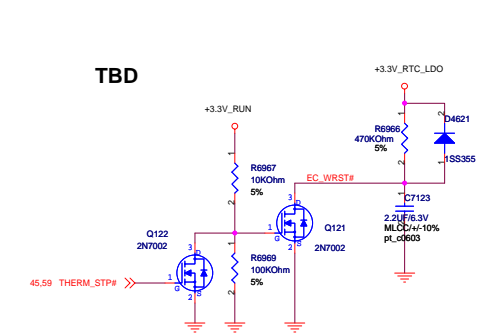 TBD
+3.3V_RTC_LDO
+3.3V_RUN
1
2
R6966
470KOhm
5%
2
1
D4621
1SS355
1
2
R6967
10KOhm
5%
EC_WRST#
1
2
C7123
2.2UF/6.3V
MLCC/+/-10%
pt_c0603
3
D
1
G
S
2
Q121
2N7002
Q122
2N7002
3
D
1
G
S
2
1
2
R6969
100KOhm
5%
45,59 THERM_STP#